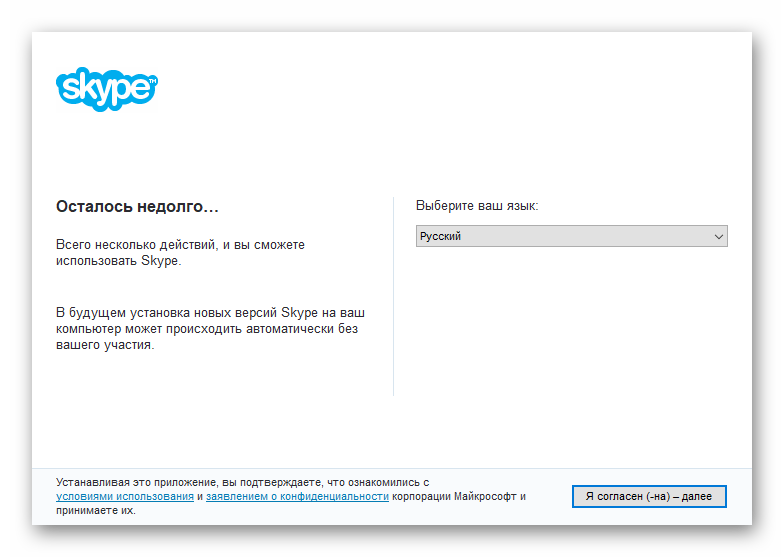 skype™
Осталось недолго…
Всего несколько действий, и вы сможете
использовать Skype.
В будущем установка новых версий Skype на ваш
компьютер может происходить автоматически без
вашего участия.
Выберите ваш язык:
Русский
Устанавливая это приложение, вы подтверждаете, что ознакомились с
условиями использования и заявлением о конфиденциальности корпорации Майкрософт и
принимаете их.
Я согласен (-на) – далее